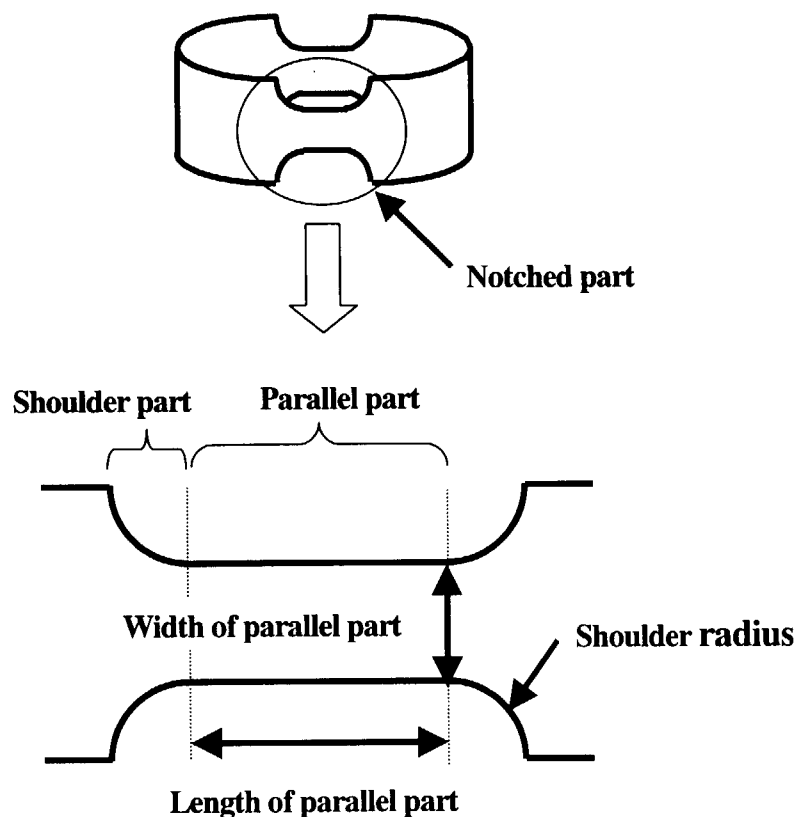 Notched part
Shoulder part
Parallel part
Width of parallel part
Shoulder radius
Length of parallel part